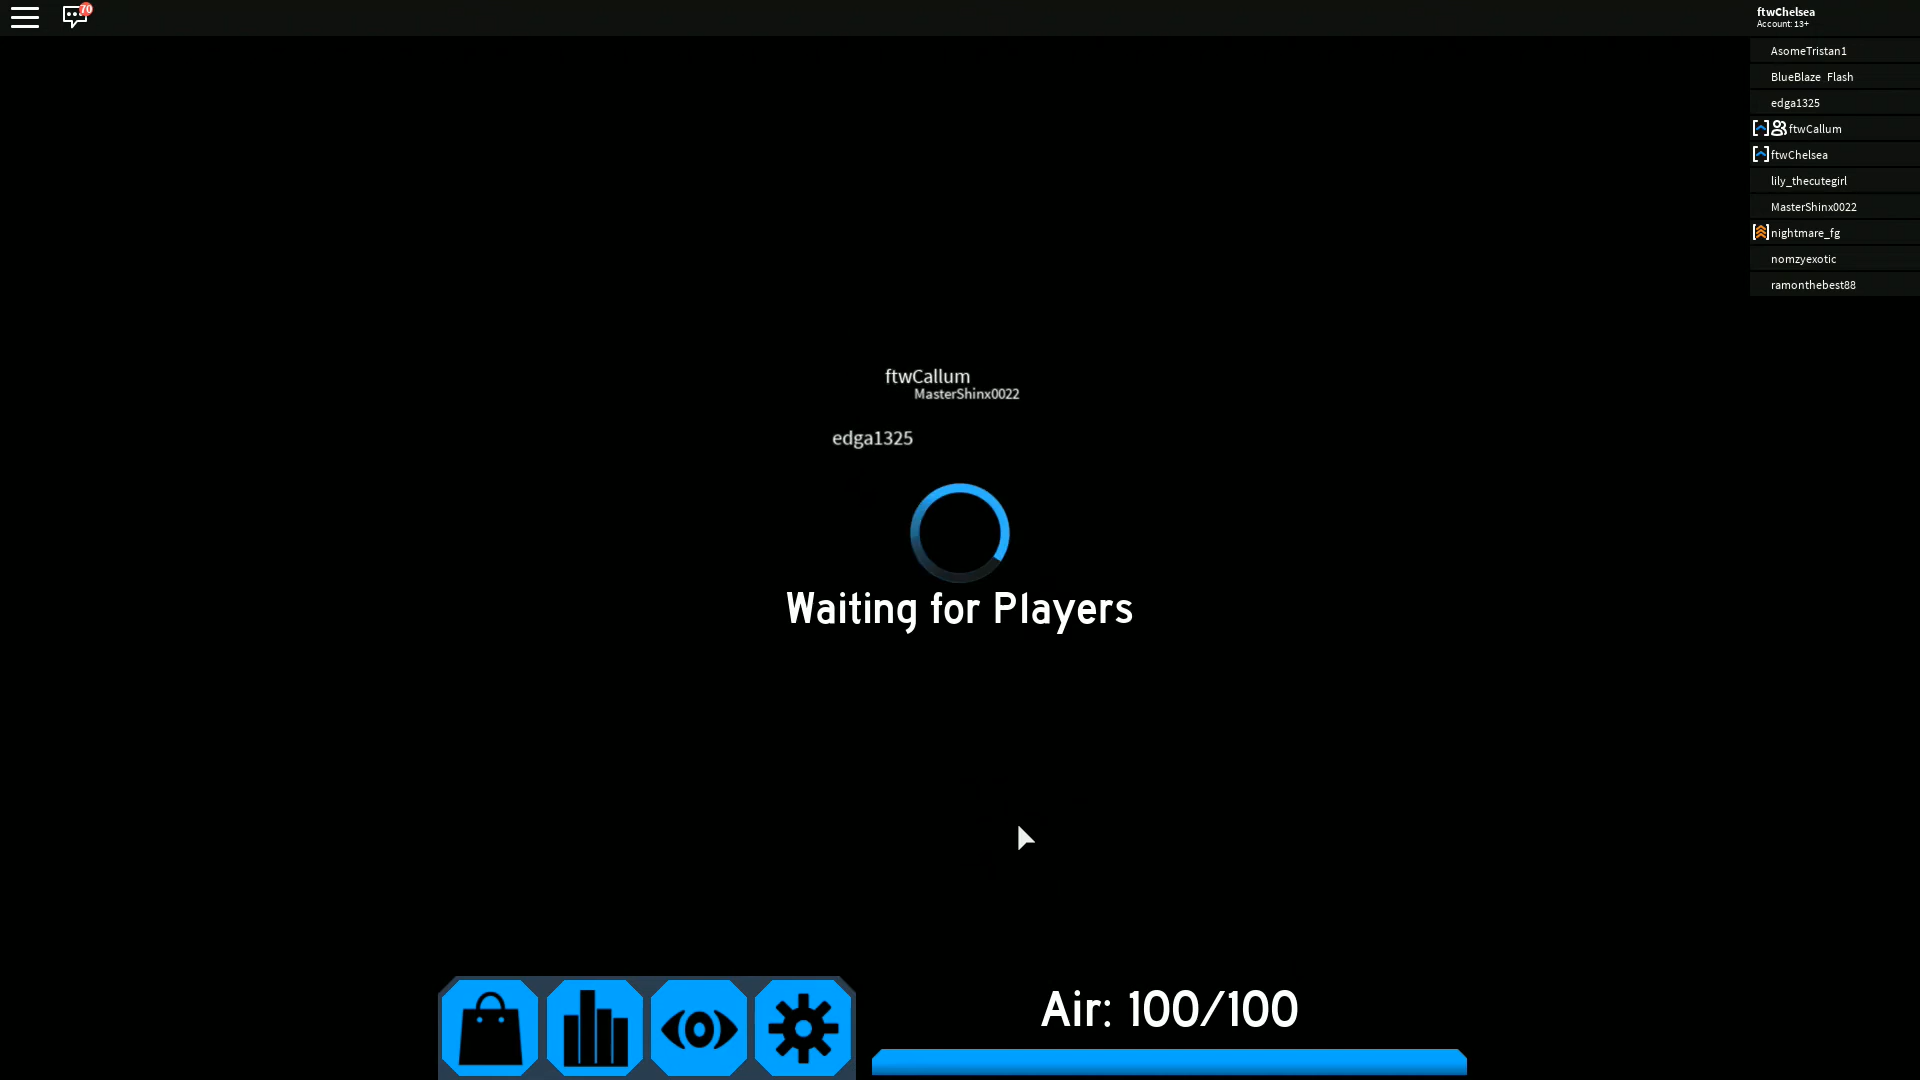 70
ftwChelsea
Account: 13+
AsomeTristan1
BlueBlaze_Flash
edga1325
ftwCallum
ftwChelsea
lily_thecutegirl
MasterShinx0022
nightmare_fg
nomzyexotic
ramonthebest88
ftwCallum
MasterShinx0022
edga1325
Waiting for Players
Air: 100/100